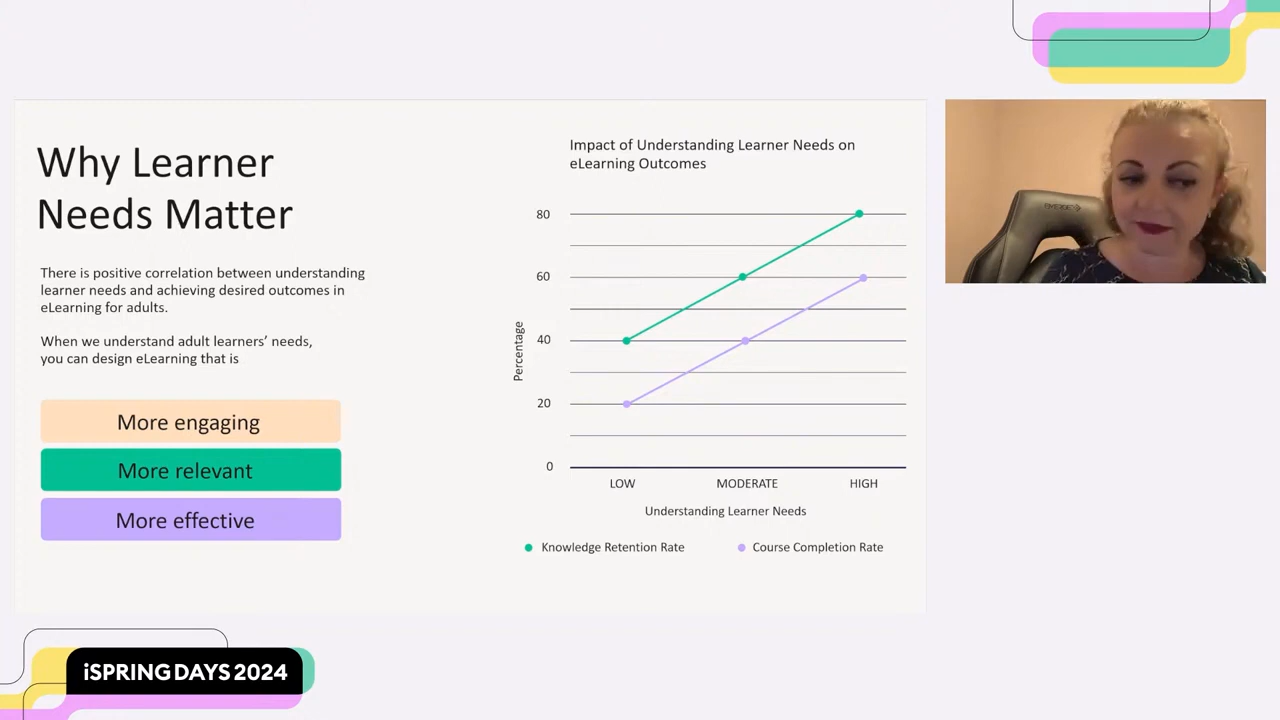 Why Learner
Needs Matter
There is positive correlation between understanding
learner needs and achieving desired outcomes in
eLearning for adults.
When we understand adult learners’ needs,
you can design eLearning that is
More engaging
More relevant
More effective
Impact of Understanding Learner Needs on
eLearning Outcomes
80
60
40
20
0
Percentage
LOW MODERATE HIGH
Understanding Learner Needs
Knowledge Retention Rate Course Completion Rate
iSPRING DAYS 2024